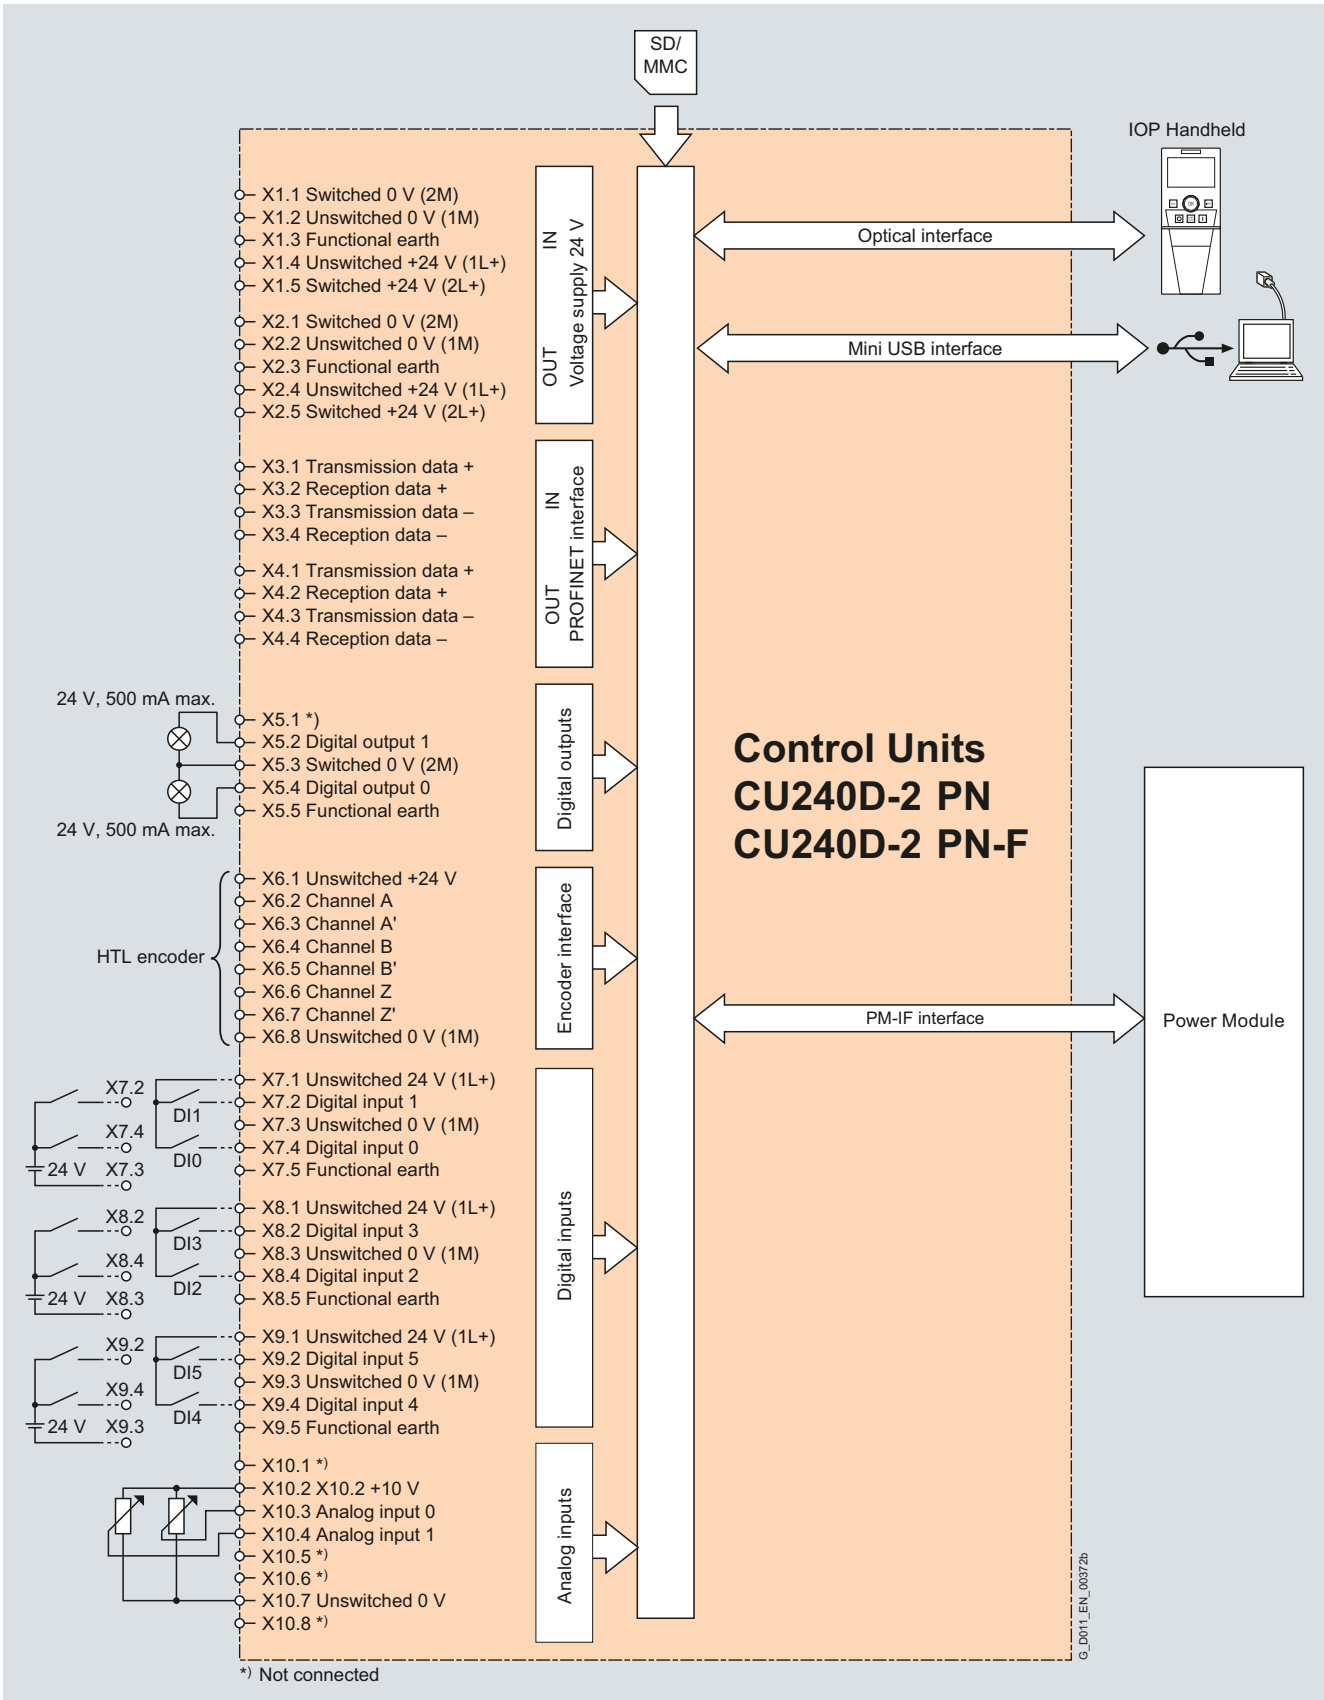 SD/
MMC
IOP Handheld
X1.1 Switched 0 V (2M)
X1.2 Unswitched 0 V (1M)
X1.3 Functional earth
X1.4 Unswitched +24 V (1L+)
X1.5 Switched +24 V (2L+)
X2.1 Switched 0 V (2M)
X2.2 Unswitched 0 V (1M)
X2.3 Functional earth
X2.4 Unswitched +24 V (1L+)
X2.5 Switched +24 V (2L+)
OUT IN
Voltage supply 24 V
Optical interface
OK
Mini USB interface
X3.1 Transmission data +
X3.2 Reception data +
X3.3 Transmission data –
X3.4 Reception data –
X4.1 Transmission data +
X4.2 Reception data +
X4.3 Transmission data –
X4.4 Reception data –
OUT IN
PROFINET interface
24 V, 500 mA max.
24 V, 500 mA max.
X5.1 *)
X5.2 Digital output 1
X5.3 Switched 0 V (2M)
X5.4 Digital output 0
X5.5 Functional earth
Digital outputs
Control Units
CU240D-2 PN
CU240D-2 PN-F
HTL encoder
X6.1 Unswitched +24 V
X6.2 Channel A
X6.3 Channel A'
X6.4 Channel B
X6.5 Channel B'
X6.6 Channel Z
X6.7 Channel Z'
X6.8 Unswitched 0 V (1M)
Encoder interface
PM-IF interface
Power Module
X7.2
X7.4
24 V X7.3
DI1
DI0
X7.1 Unswitched 24 V (1L+)
X7.2 Digital input 1
X7.3 Unswitched 0 V (1M)
X7.4 Digital input 0
X7.5 Functional earth
X8.2
X8.4
24 V X8.3
DI3
DI2
X8.1 Unswitched 24 V (1L+)
X8.2 Digital input 3
X8.3 Unswitched 0 V (1M)
X8.4 Digital input 2
X8.5 Functional earth
X9.2
X9.4
24 V X9.3
DI5
DI4
X9.1 Unswitched 24 V (1L+)
X9.2 Digital input 5
X9.3 Unswitched 0 V (1M)
X9.4 Digital input 4
X9.5 Functional earth
Digital inputs
X10.1 *)
X10.2 X10.2 +10 V
X10.3 Analog input 0
X10.4 Analog input 1
X10.5 *)
X10.6 *)
X10.7 Unswitched 0 V
X10.8 *)
Analog inputs
G_D011_EN_00372b
*) Not connected